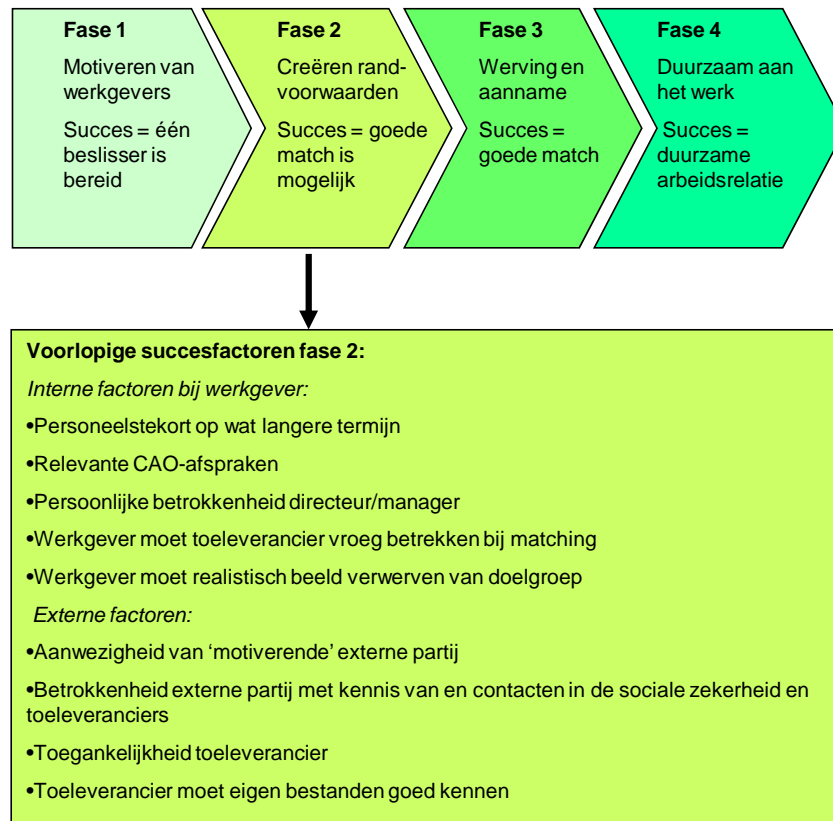 Fase 1
Motiveren van
werkgevers
Succes = één
beslisser is
bereid
Fase 2
Creëren rand-
voorwaarden
Succes = goede
match is
mogelijk
Fase 3
Werving en
aanname
Succes =
goede match
Fase 4
Duurzaam aan
het werk
Succes =
duurzame
arbeidsrelatie
Voorlopige succesfactoren fase 2:
Interne factoren bij werkgever:
•Personeelstekort op wat langere termijn
•Relevante CAO-afspraken
•Persoonlijke betrokkenheid directeur/manager
•Werkgever moet toeleverancier vroeg betrekken bij matching
•Werkgever moet realistisch beeld verwerven van doelgroep
Externe factoren:
•Aanwezigheid van ‘motiverende’ externe partij
•Betrokkenheid externe partij met kennis van en contacten in de sociale zekerheid en
toeleveranciers
•Toegankelijkheid toeleverancier
•Toeleverancier moet eigen bestanden goed kennen